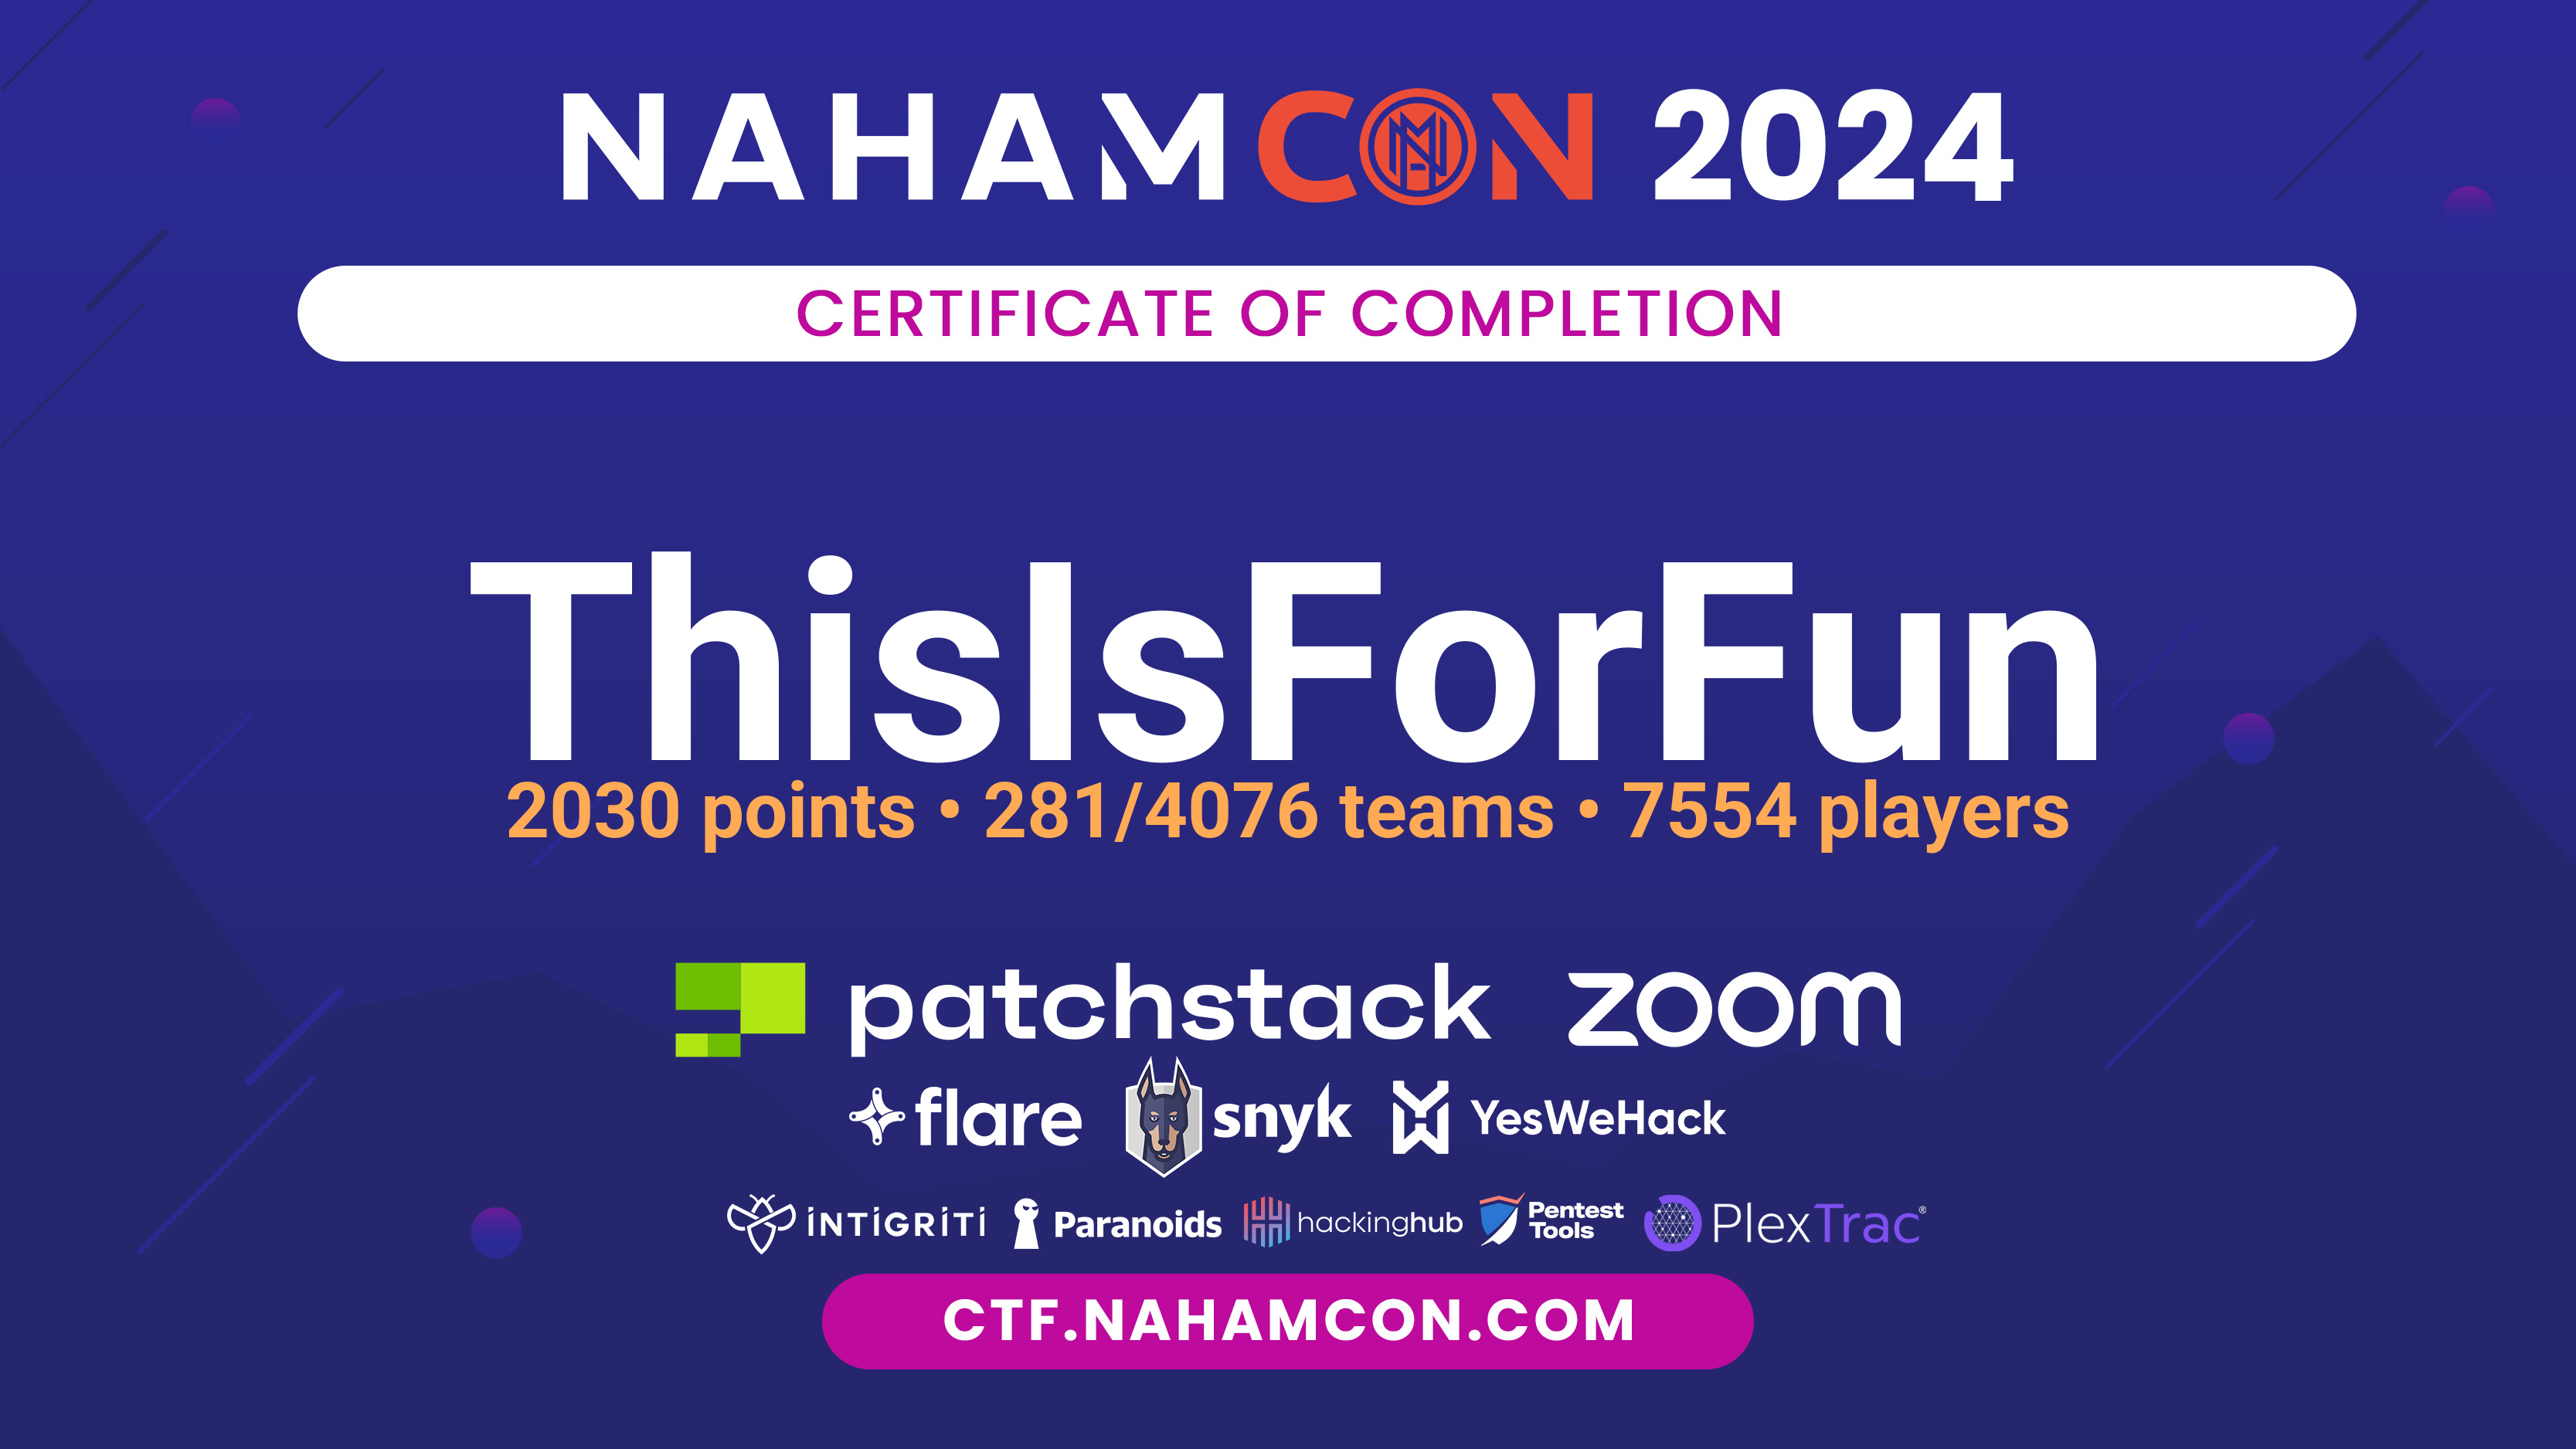 NAHAMCON 2024
CERTIFICATE OF COMPLETION
ThisIsForFun
2030 points • 281/4076 teams • 7554 players
patchstack zoom
flare snyk YesWeHack
INTIGRITI Paranoids hackinghub Pentest Tools PlexTrac®
CTF.NAHAMCON.COM